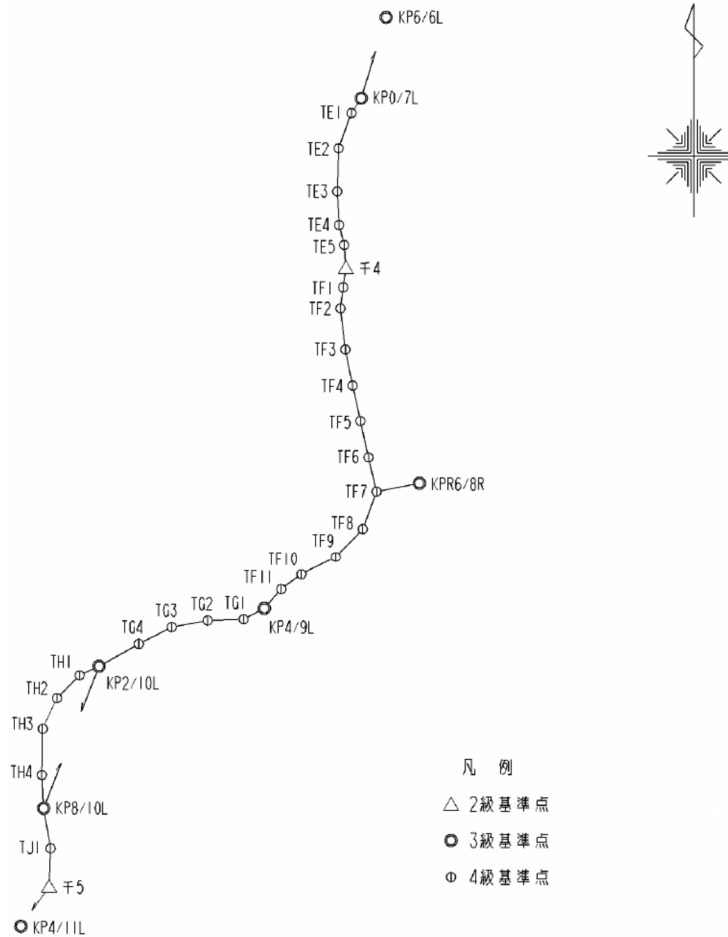 KP6/6L
KP0/7L
TE1
TE2
TE3
TE4
TE5
千4
TF1
TF2
TF3
TF4
TF5
TF6
KPR6/8R
TF7
TF8
TF9
TF10
TF11
KP4/9L
TG1
TG2
TG3
TG4
TH1
KP2/10L
TH2
TH3
TH4
KP8/10L
TJ1
千5
KP4/11L
凡 例
2級基準点
3級基準点
4級基準点